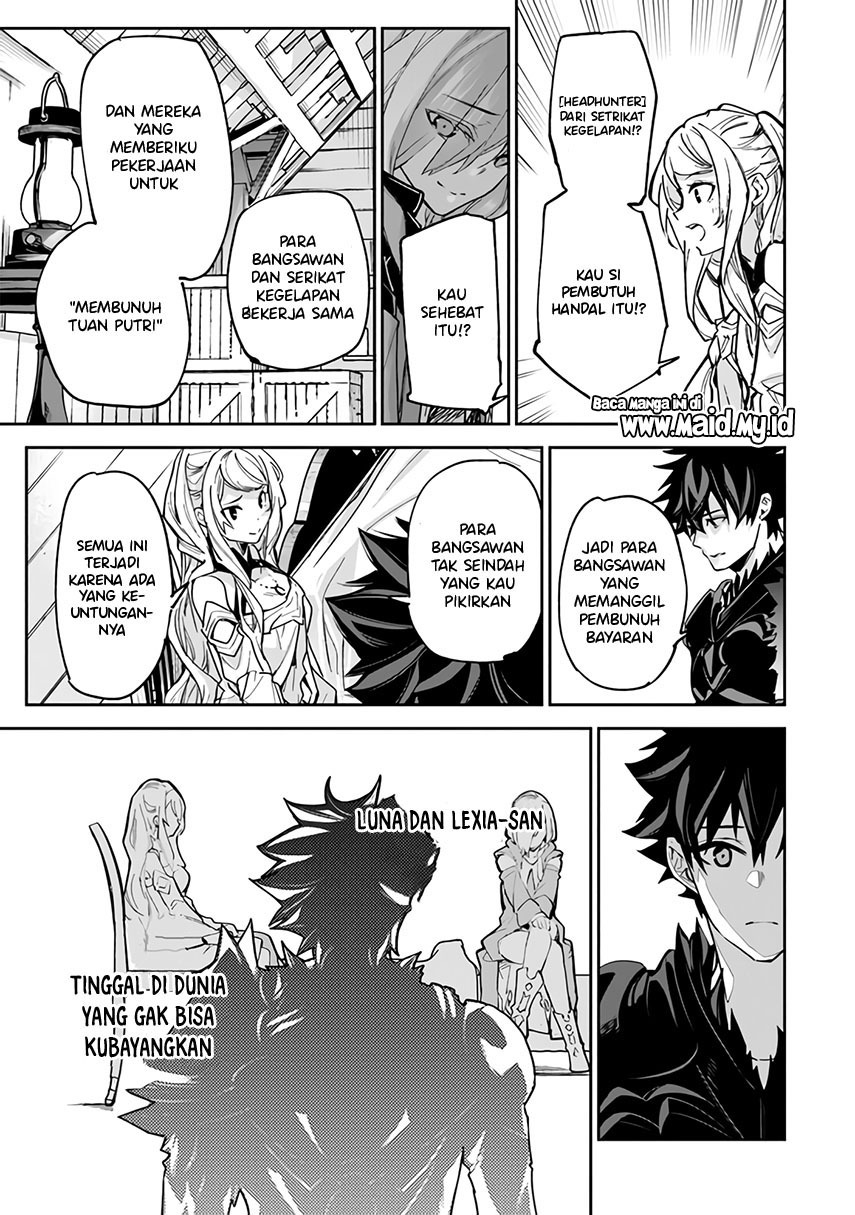 [HEADHUNTER]
DARI SETRIKAT
KEGELAPAN!?
KAU SI
PEMBUTUH
HANDAL ITU!?
KAU
SEHEBAT
ITU!?
PARA
BANGSAWAN
DAN SERIKAT
KEGELAPAN
BEKERJA SAMA
DAN MEREKA
YANG
MEMBERIKU
PEKERJAAN
UNTUK
"MEMBUNUH
TUAN PUTRI"
Baca Manga ini di
www.Maid.My.id
JADI PARA
BANGSAWAN
YANG
MEMANGGIL
PEMBUNUH
BAYARAN
PARA
BANGSAWAN
TAK SEINDAH
YANG KAU
PIKIRKAN
SEMUA INI
TERJADI
KARENA ADA
YANG KE-
UNTUNGAN-
NYA
LUNA DAN LEXIA-SAN
TINGGAL DI DUNIA
YANG GAK BISA
KUBAYANGKAN